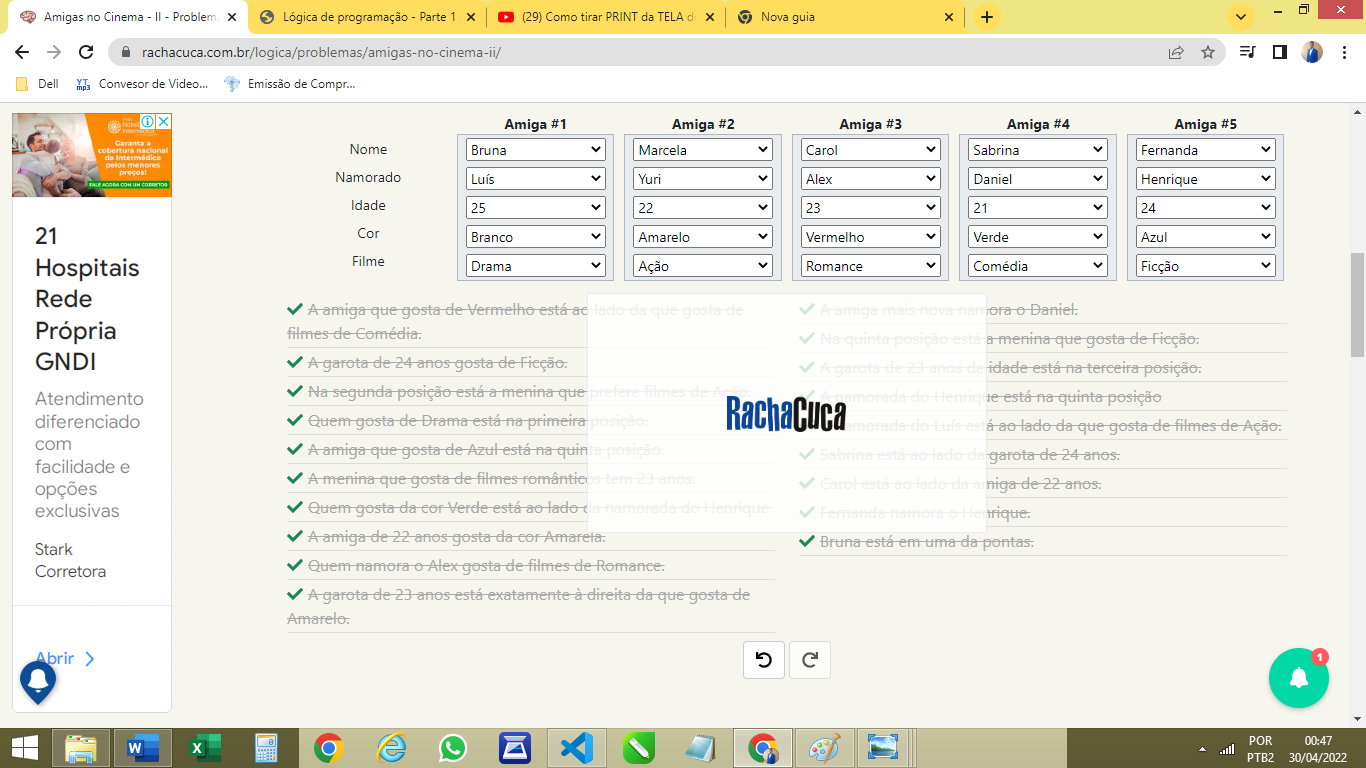 Amigas no Cinema - II - Problem
Lógica de programação - Parte 1
(29) Como tirar PRINT da TELA d
Nova guia
rachacuca.com.br/logica/problemas/amigas-no-cinema-ii/
Dell
YT mp3
Convesor de Video...
Emissão de Compr...
Amiga #1 Amiga #2 Amiga #3 Amiga #4 Amiga #5
Nome Bruna Marcela Carol Sabrina Fernanda
Namorado Luís Yuri Alex Daniel Henrique
Idade 25 22 23 21 24
Cor Branco Amarelo Vermelho Verde Azul
Filme Drama Ação Romance Comédia Ficção
Garanta a
cobertura nacional
da Intermédica
pelos menores
preços!
FALE AGORA COM UM CORRETOR
21
Hospitais
Rede
Própria
GNDI
Atendimento
diferenciado
com
facilidade e
opções
exclusivas
Stark
Corretora
Abrir
A amiga que gosta de Vermelho está ao lado da que gosta de
filmes de Comédia.
A garota de 24 anos gosta de Ficção.
Na segunda posição está a menina que prefere filmes de Ação.
Quem gosta de Drama está na primeira posição.
A amiga que gosta de Azul está na quinta posição.
A menina que gosta de filmes românticos tem 23 anos.
Quem gosta da cor Verde está ao lado da namorada do Henrique.
A amiga de 22 anos gosta da cor Amarela.
Quem namora o Alex gosta de filmes de Romance.
A garota de 23 anos está exatamente à direita da que gosta de
Amarelo.
A amiga mais nova namora o Daniel.
Na quinta posição está a menina que gosta de Ficção.
A garota de 23 anos de idade está na terceira posição.
A namorada do Henrique está na quinta posição
A namorada do Luís está ao lado da que gosta de filmes de Ação.
Sabrina está ao lado da garota de 24 anos.
Carol está ao lado da amiga de 22 anos.
Fernanda namora o Henrique.
Bruna está em uma da pontas.
RachaCuca
1
POR
PTB2
00:47
30/04/2022